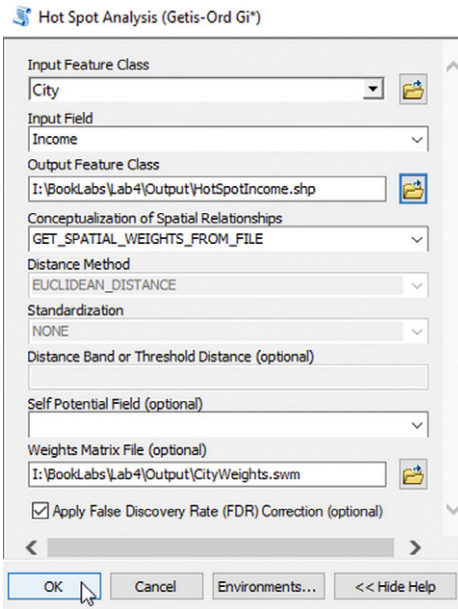 Hot Spot Analysis (Getis-Ord Gi*)
Input Feature Class
City
Input Field
Income
Output Feature Class
I:\BookLabs\Lab4\Output\HotSpotIncome.shp
Conceptualization of Spatial Relationships
GET_SPATIAL_WEIGHTS_FROM_FILE
Distance Method
EUCLIDEAN_DISTANCE
Standardization
NONE
Distance Band or Threshold Distance (optional)
Self Potential Field (optional)
Weights Matrix File (optional)
I:\BookLabs\Lab4\Output\CityWeights.swm
Apply False Discovery Rate (FDR) Correction (optional)
OK Cancel Environments... << Hide Help